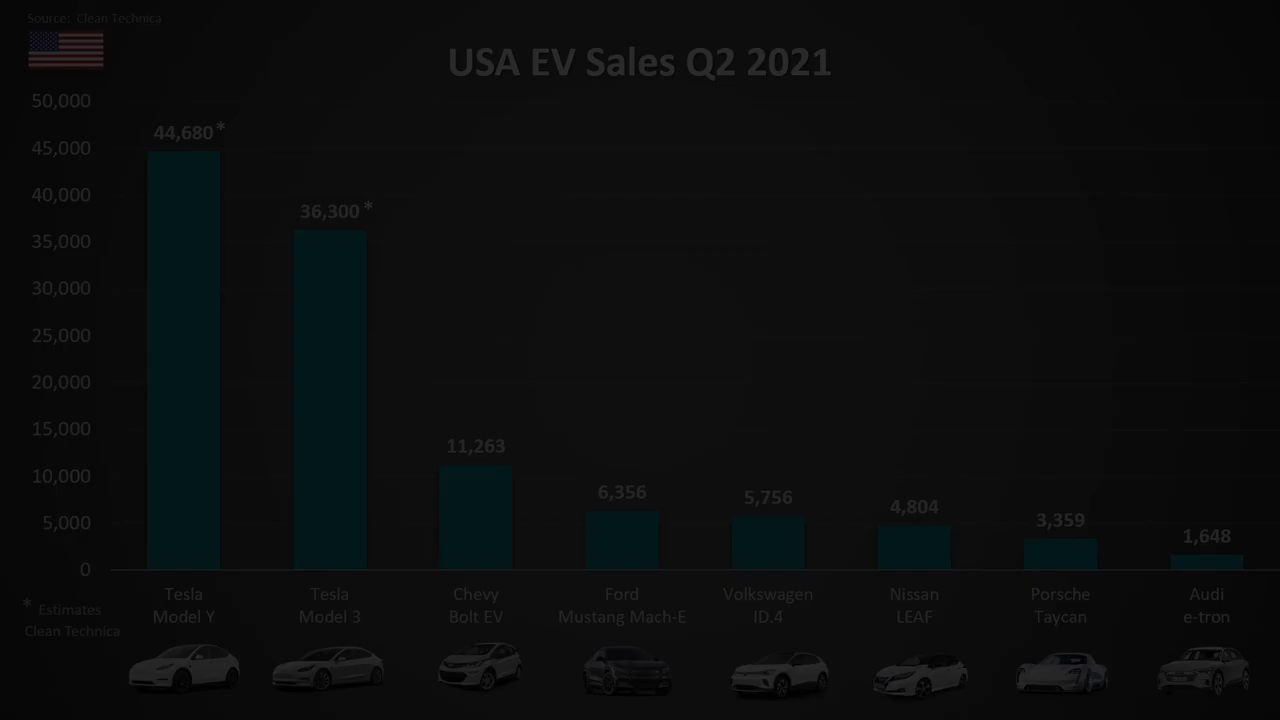 Source: Clean Technica
USA EV Sales Q2 2021
50,000
45,000
40,000
35,000
30,000
25,000
20,000
15,000
10,000
5,000
0
44,680*
36,300*
11,263
6,356
5,756
4,804
3,359
1,648
Tesla
Model Y
Tesla
Model 3
Chevy
Bolt EV
Ford
Mustang Mach-E
Volkswagen
ID.4
Nissan
LEAF
Porsche
Taycan
Audi
e-tron
* Estimates
Clean Technica